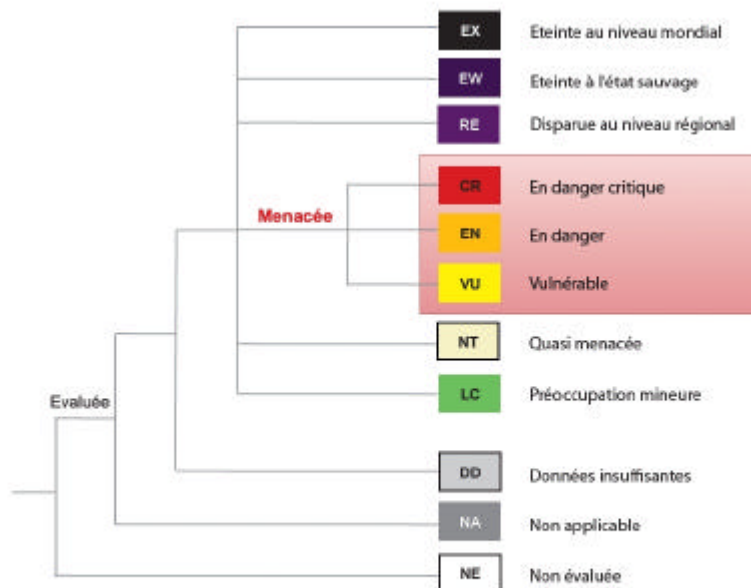 EX Eteinte au niveau mondial
EW Eteinte à l'état sauvage
RE Disparue au niveau régional
CR En danger critique
Menacée
EN En danger
VU Vulnérable
NT Quasi menacée
LC Préoccupation mineure
Evaluée
DD Données insuffisantes
NA Non applicable
NE Non évaluée